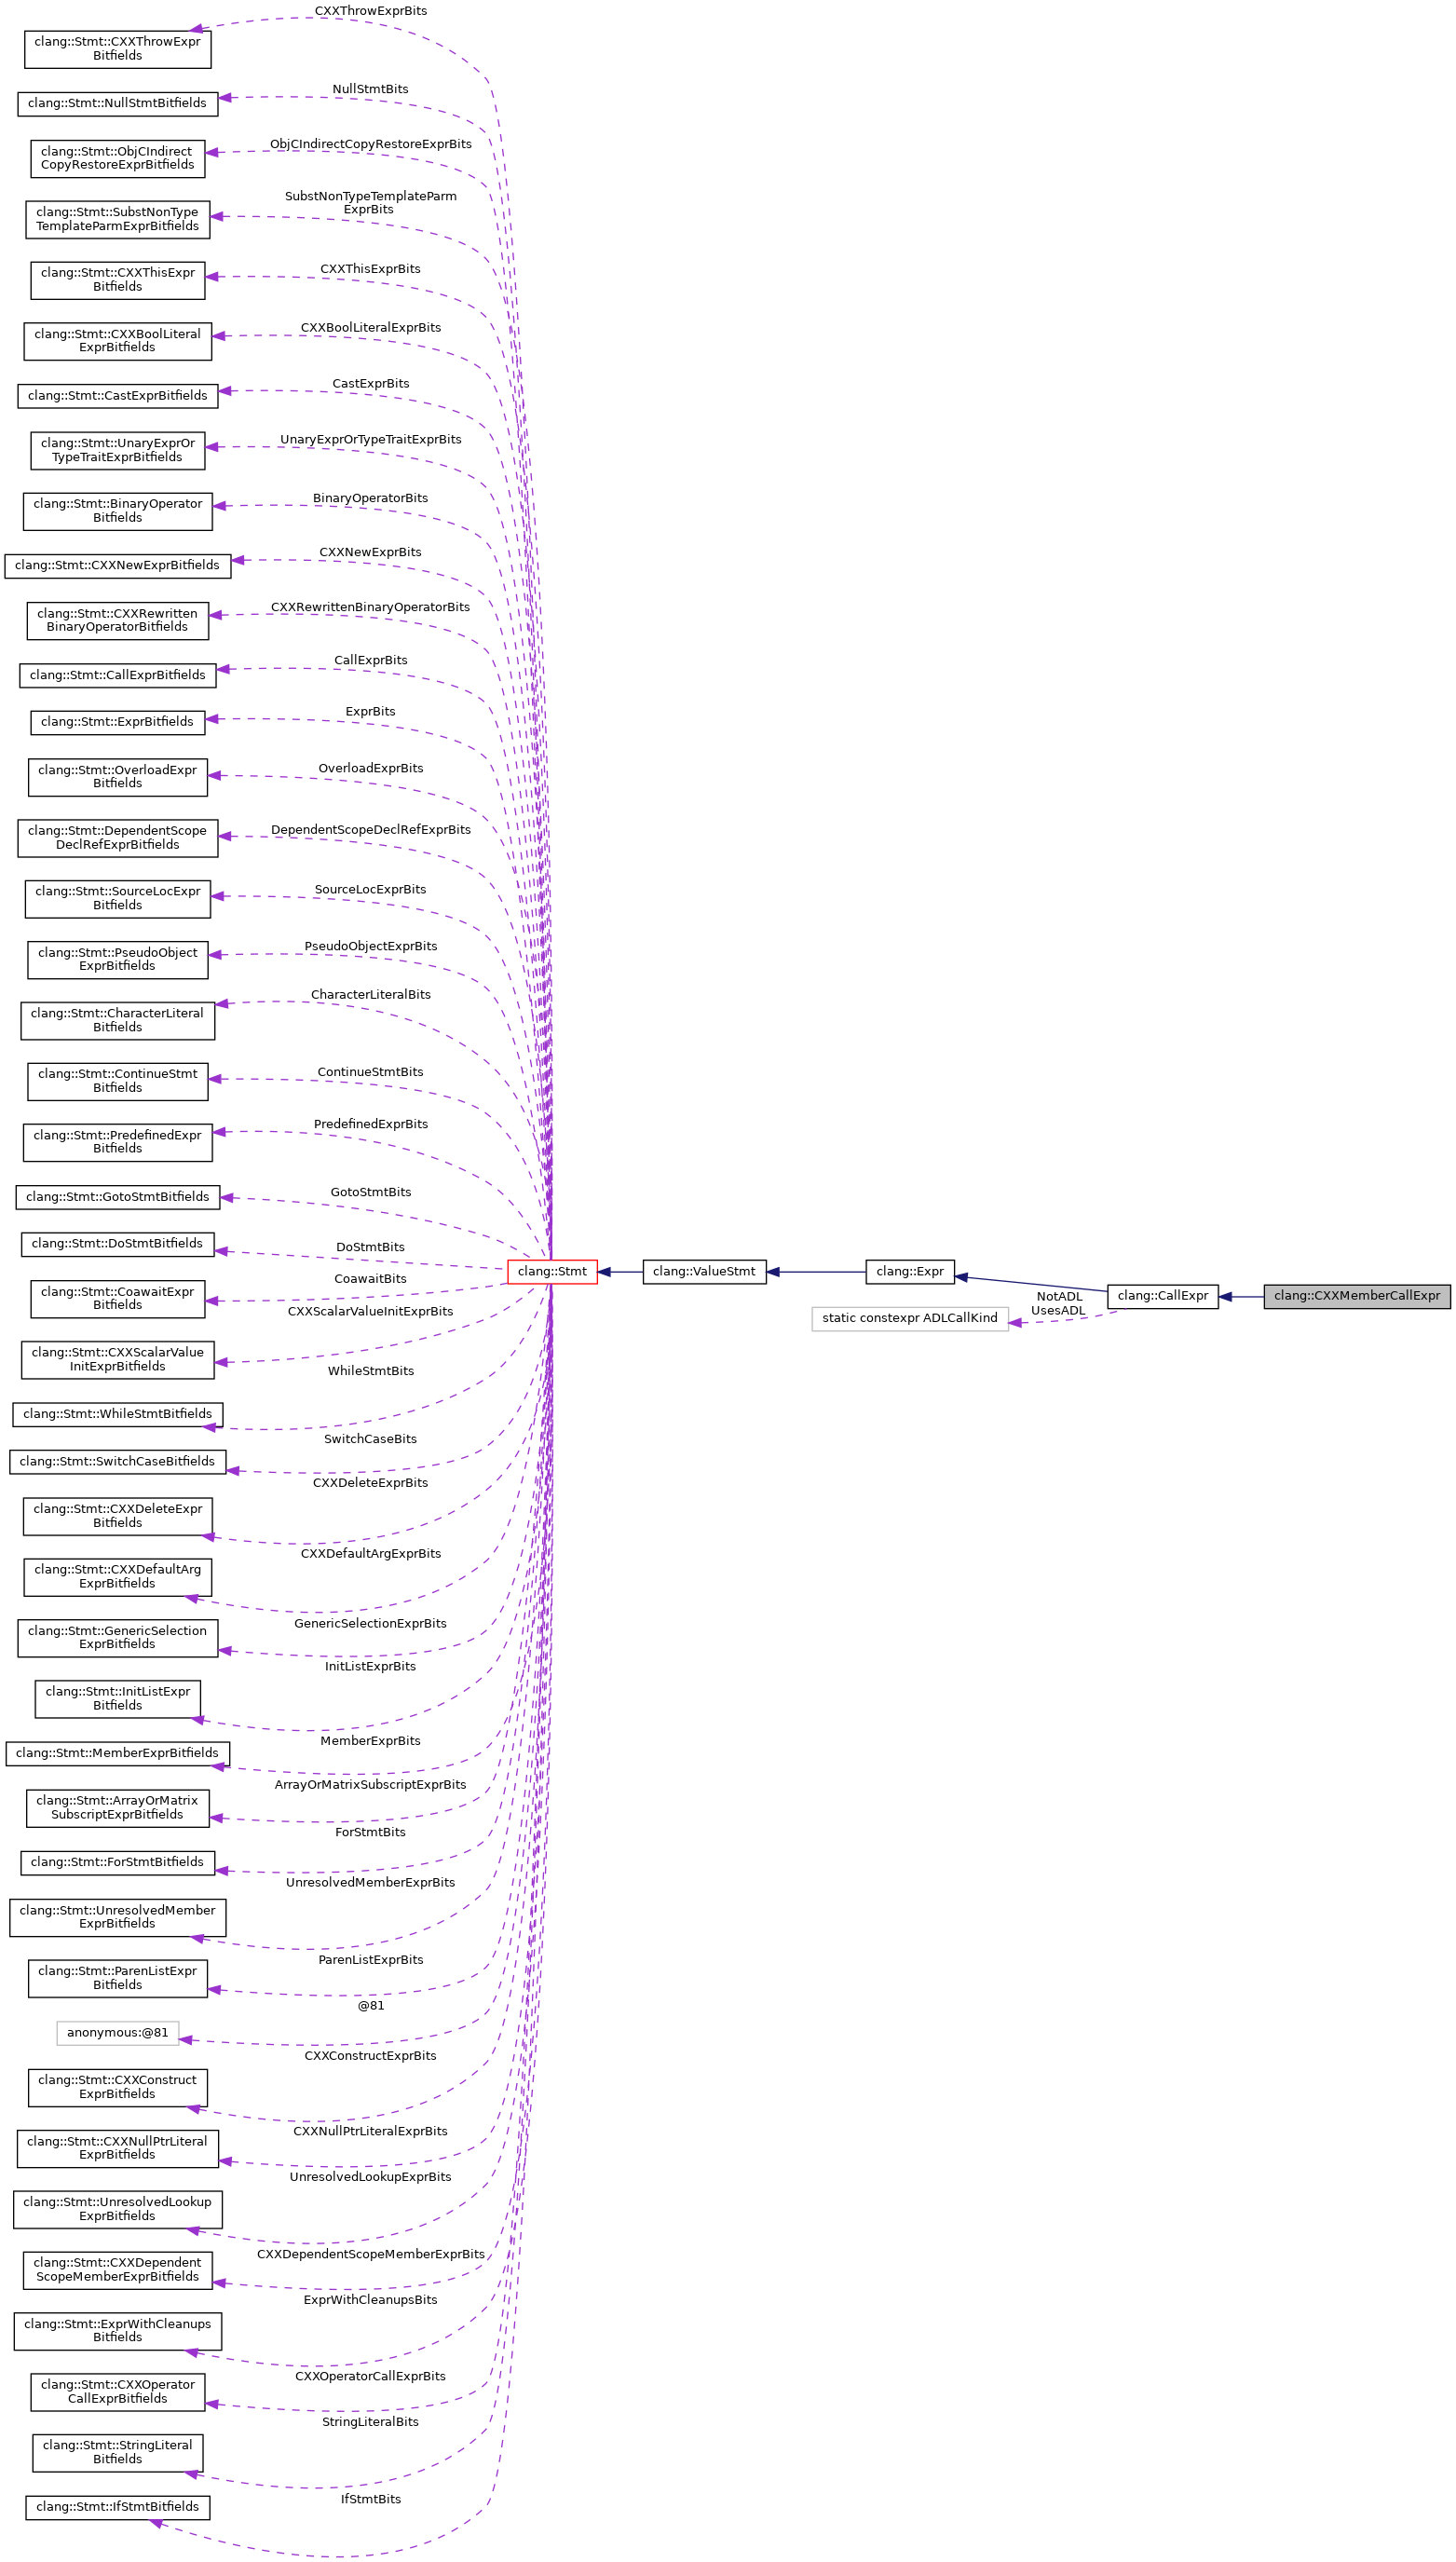 CXXThrowExprBits
clang::Stmt::CXXThrowExpr
Bitfields
NullStmtBits
clang::Stmt::NullStmtBitfields
ObjCIndirectCopyRestoreExprBits
clang::Stmt::ObjCIndirect
CopyRestoreExprBitfields
SubstNonTypeTemplateParm
ExprBits
clang::Stmt::SubstNonType
TemplateParmExprBitfields
CXXThisExprBits
clang::Stmt::CXXThisExpr
Bitfields
CXXBoolLiteralExprBits
clang::Stmt::CXXBoolLiteral
ExprBitfields
CastExprBits
clang::Stmt::CastExprBitfields
UnaryExprOrTypeTraitExprBits
clang::Stmt::UnaryExprOr
TypeTraitExprBitfields
BinaryOperatorBits
clang::Stmt::BinaryOperator
Bitfields
CXXNewExprBits
clang::Stmt::CXXNewExprBitfields
CXXRewrittenBinaryOperatorBits
clang::Stmt::CXXRewritten
BinaryOperatorBitfields
CallExprBits
clang::Stmt::CallExprBitfields
ExprBits
clang::Stmt::ExprBitfields
OverloadExprBits
clang::Stmt::OverloadExpr
Bitfields
DependentScopeDeclRefExprBits
clang::Stmt::DependentScope
DeclRefExprBitfields
SourceLocExprBits
clang::Stmt::SourceLocExpr
Bitfields
PseudoObjectExprBits
clang::Stmt::PseudoObject
ExprBitfields
CharacterLiteralBits
clang::Stmt::CharacterLiteral
Bitfields
ContinueStmtBits
clang::Stmt::ContinueStmt
Bitfields
PredefinedExprBits
clang::Stmt::PredefinedExpr
Bitfields
GotoStmtBits
clang::Stmt::GotoStmtBitfields
DoStmtBits
clang::Stmt::DoStmtBitfields
clang::Stmt
clang::ValueStmt
clang::Expr
clang::CallExpr
clang::CXXMemberCallExpr
NotADL
UsesADL
static constexpr ADLCallKind
CoawaitBits
clang::Stmt::CoawaitExpr
Bitfields
CXXScalarValueInitExprBits
clang::Stmt::CXXScalarValue
InitExprBitfields
WhileStmtBits
clang::Stmt::WhileStmtBitfields
SwitchCaseBits
clang::Stmt::SwitchCaseBitfields
CXXDeleteExprBits
clang::Stmt::CXXDeleteExpr
Bitfields
CXXDefaultArgExprBits
clang::Stmt::CXXDefaultArg
ExprBitfields
GenericSelectionExprBits
clang::Stmt::GenericSelection
ExprBitfields
InitListExprBits
clang::Stmt::InitListExpr
Bitfields
MemberExprBits
clang::Stmt::MemberExprBitfields
ArrayOrMatrixSubscriptExprBits
clang::Stmt::ArrayOrMatrix
SubscriptExprBitfields
ForStmtBits
clang::Stmt::ForStmtBitfields
UnresolvedMemberExprBits
clang::Stmt::UnresolvedMember
ExprBitfields
ParenListExprBits
clang::Stmt::ParenListExpr
Bitfields
@81
anonymous:@81
CXXConstructExprBits
clang::Stmt::CXXConstruct
ExprBitfields
CXXNullPtrLiteralExprBits
clang::Stmt::CXXNullPtrLiteral
ExprBitfields
UnresolvedLookupExprBits
clang::Stmt::UnresolvedLookup
ExprBitfields
CXXDependentScopeMemberExprBits
clang::Stmt::CXXDependent
ScopeMemberExprBitfields
ExprWithCleanupsBits
clang::Stmt::ExprWithCleanups
Bitfields
CXXOperatorCallExprBits
clang::Stmt::CXXOperator
CallExprBitfields
StringLiteralBits
clang::Stmt::StringLiteral
Bitfields
IfStmtBits
clang::Stmt::IfStmtBitfields